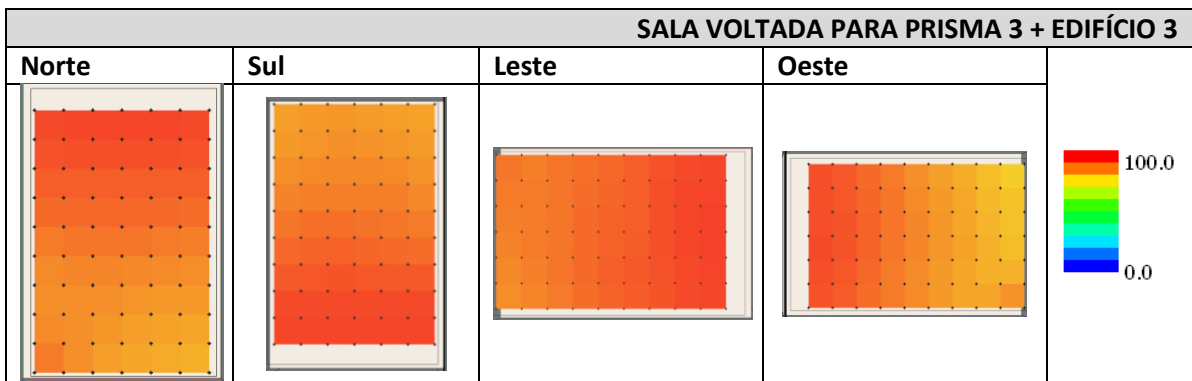 SALA VOLTADA PARA PRISMA 3 + EDIFÍCIO 3
Norte Sul Leste Oeste
100.0
0.0